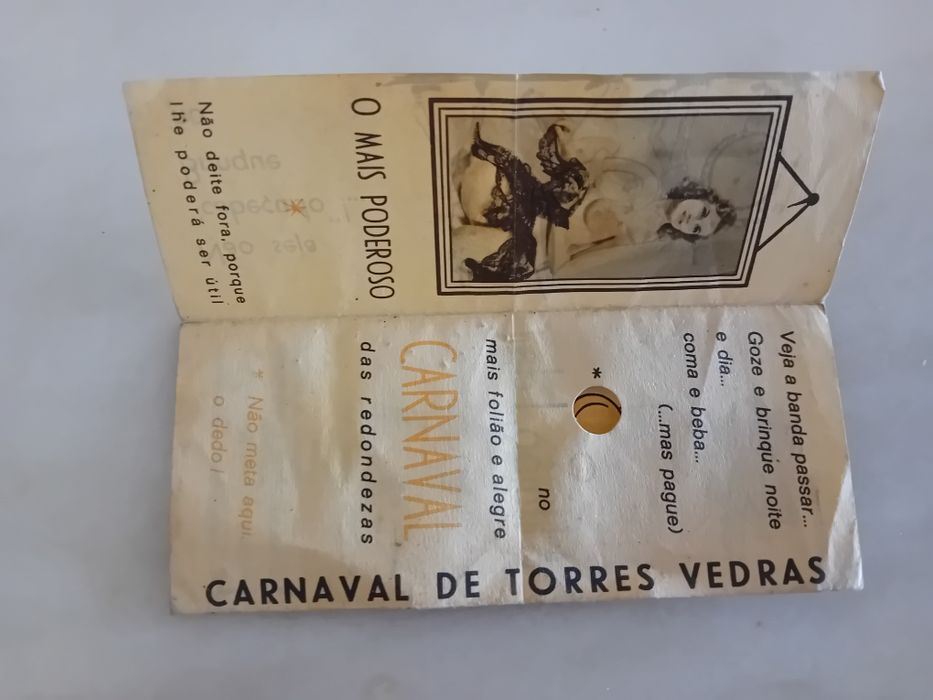 O MAIS PODEROSO
*
Não deite fora, porque
lhe poderá ser útil
Veja a banda passar...
Goze e brinque noite
e dia...
coma e beba...
(...mas pague)
*
no
mais folião e alegre
CARNAVAL
das redondezas
* Não meta aqui
o dedo!
CARNAVAL DE TORRES VEDRAS